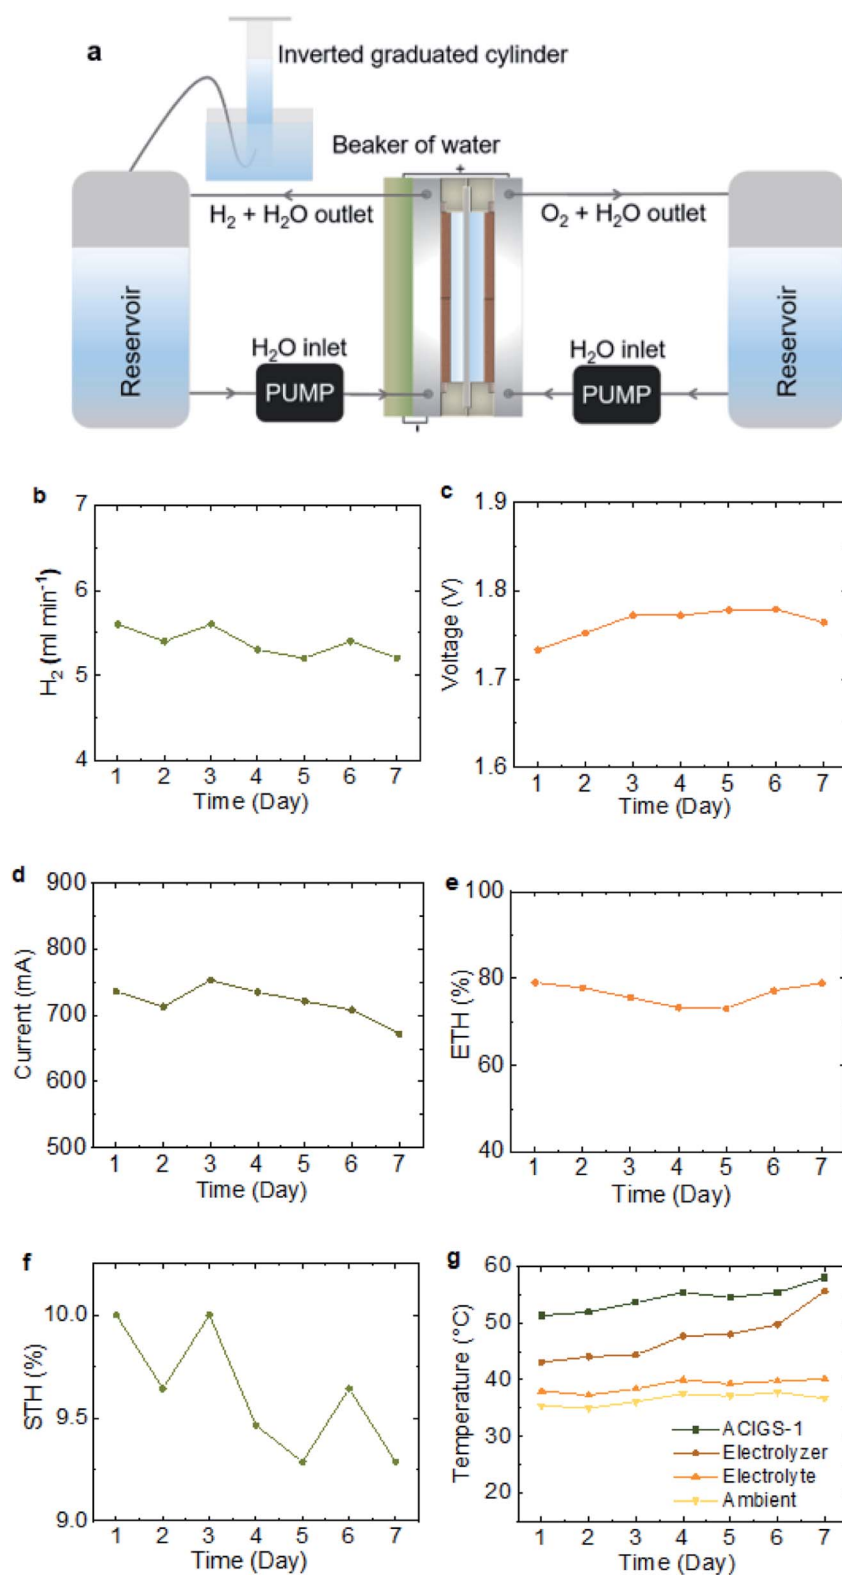 a
Inverted graduated cylinder
Beaker of water
+
H₂ + H₂O outlet
O₂ + H₂O outlet
Reservoir
Reservoir
H₂O inlet
H₂O inlet
PUMP
PUMP
-
b
7
6
5
4
H₂ (ml min⁻¹)
1 2 3 4 5 6 7
Time (Day)
c
1.9
1.8
1.7
1.6
Voltage (V)
1 2 3 4 5 6 7
Time (Day)
d
900
800
700
600
500
Current (mA)
1 2 3 4 5 6 7
Time (Day)
e
100
80
60
40
ETH (%)
1 2 3 4 5 6 7
Time (Day)
f
10.0
9.5
9.0
STH (%)
1 2 3 4 5 6 7
Time (Day)
g
60
50
40
30
20
Temperature (°C)
ACIGS-1
Electrolyzer
Electrolyte
Ambient
1 2 3 4 5 6 7
Time (Day)